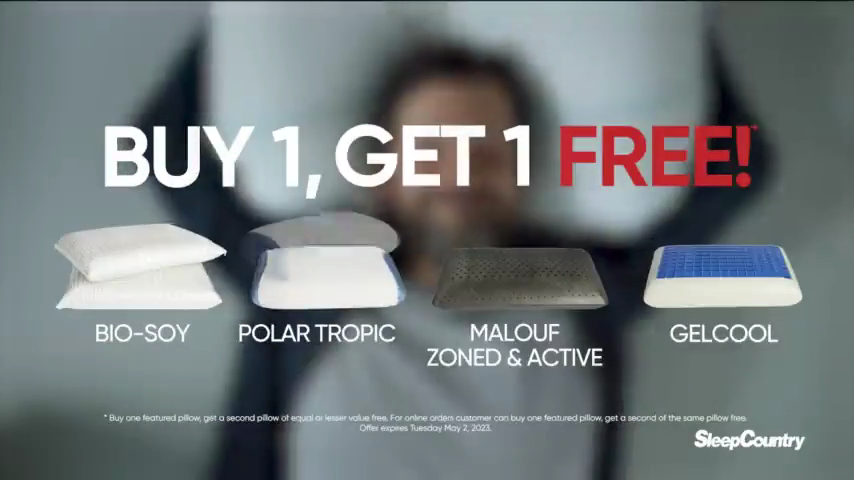 BUY 1, GET 1 FREE!*
BIO-SOY
POLAR TROPIC
MALOUF
ZONED & ACTIVE
GELCOOL
* Buy one featured pillow, get a second pillow of equal or lesser value free. For online orders customer can buy one featured pillow, get a second of the same pillow free.
Offer expires Tuesday May 2, 2023.
SleepCountry